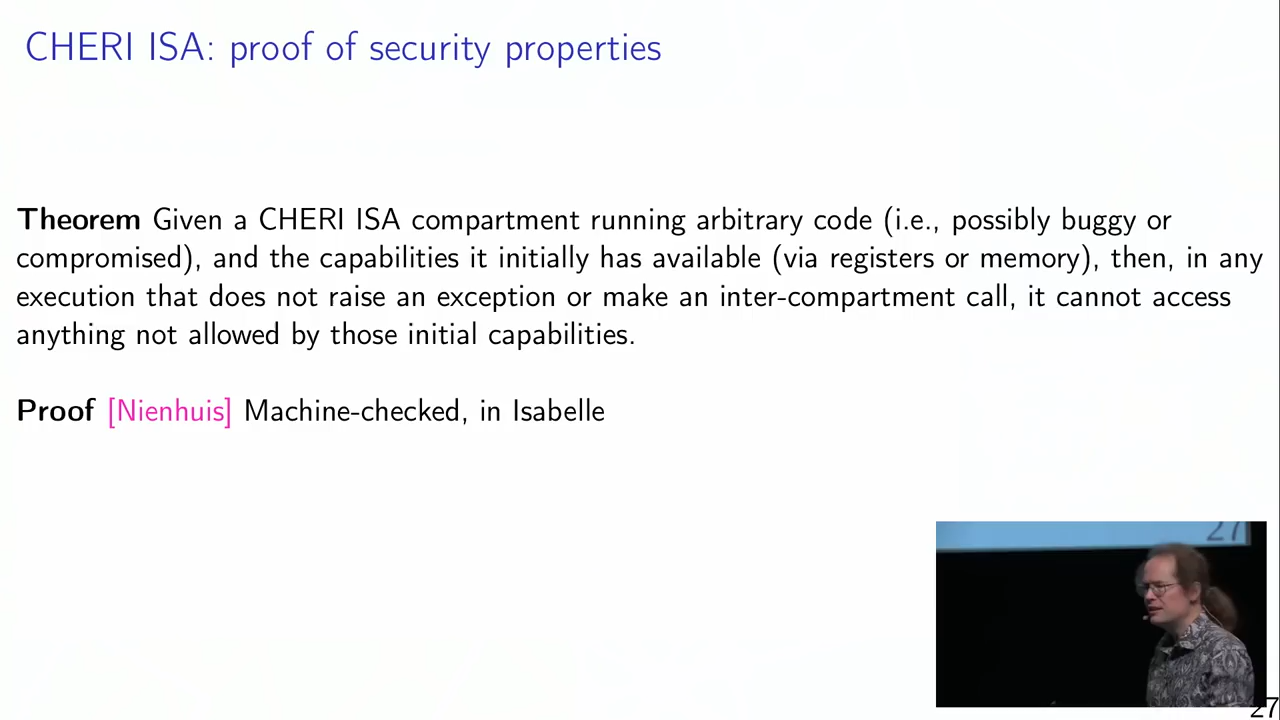 CHERI ISA: proof of security properties
Theorem Given a CHERI ISA compartment running arbitrary code (i.e., possibly buggy or
compromised), and the capabilities it initially has available (via registers or memory), then, in any
execution that does not raise an exception or make an inter-compartment call, it cannot access
anything not allowed by those initial capabilities.
Proof [Nienhuis] Machine-checked, in Isabelle
27
27